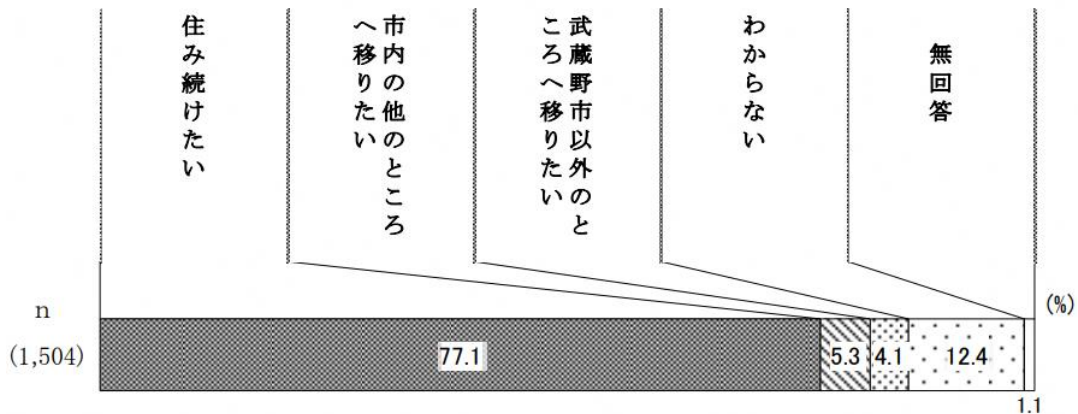 住み続けたい
市内の他のところ
へ移りたい
武蔵野市以外のと
ころへ移りたい
わからない
無回答
(%)
n
(1,504)
77.1
5.3
4.1
12.4
1.1